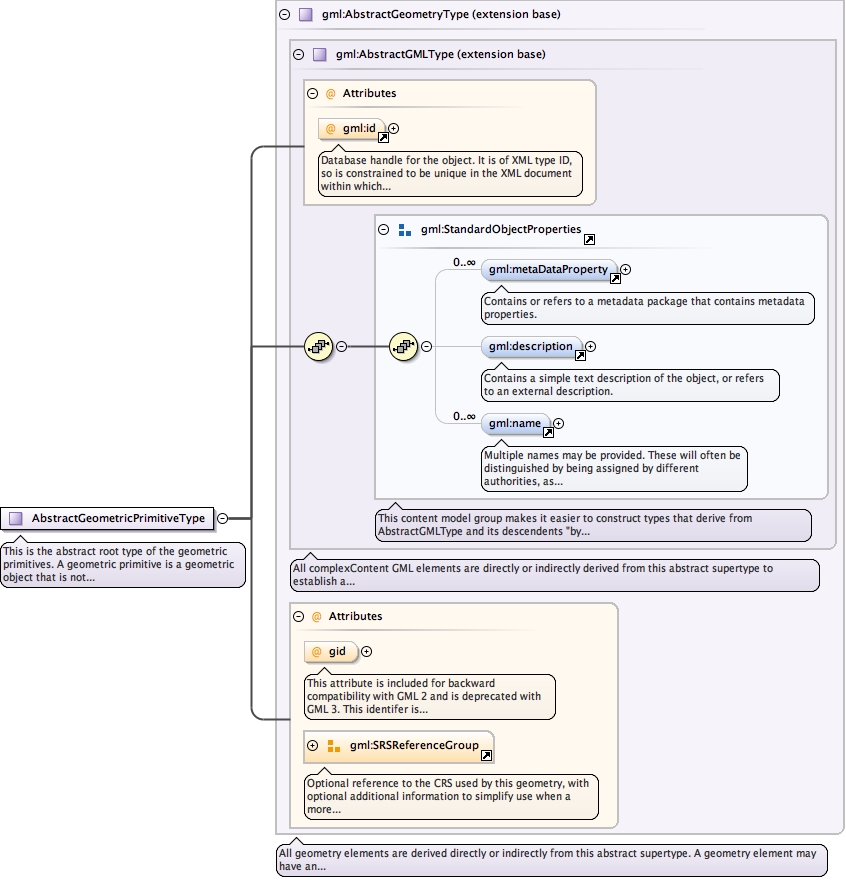 gml:AbstractGeometryType (extension base)
gml:AbstractGMLType (extension base)
@ Attributes
@ gml:id
Database handle for the object. It is of XML type ID,
so is constrained to be unique in the XML document
within which...
gml:StandardObjectProperties
0..∞
gml:metaDataProperty
Contains or refers to a metadata package that contains metadata
properties.
gml:description
Contains a simple text description of the object, or refers
to an external description.
0..∞
gml:name
Multiple names may be provided. These will often be
distinguished by being assigned by different
authorities, as...
This content model group makes it easier to construct types that derive from
AbstractGMLType and its descendents "by...
AbstractGeometricPrimitiveType
This is the abstract root type of the geometric
primitives. A geometric primitive is a geometric
object that is not...
All complexContent GML elements are directly or indirectly derived from this abstract supertype to
establish a...
@ Attributes
@ gid
This attribute is included for backward
compatibility with GML 2 and is deprecated with
GML 3. This identifer is...
gml:SRSReferenceGroup
Optional reference to the CRS used by this geometry, with
optional additional information to simplify use when a
more...
All geometry elements are derived directly or indirectly from this abstract supertype. A geometry element may
have an...